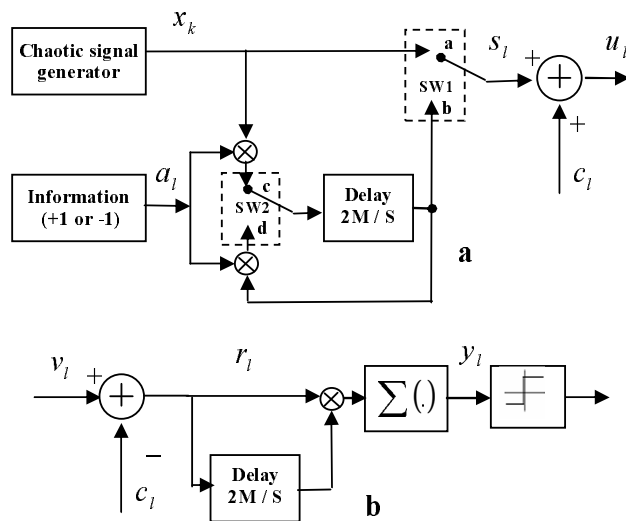 x_k
Chaotic signal
generator
a
SW1
b
s_l
+
u_l
+
c_l
Information
(+1 or -1)
a_l
c
SW2
d
Delay
2M / S
a
v_l
+
−
c_l
r_l
Delay
2M / S
∑(.)
y_l
b